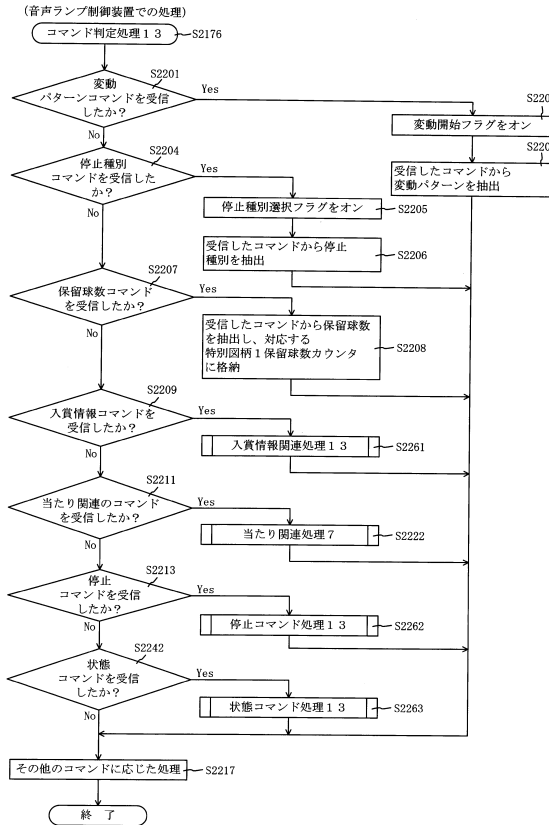 (音声ランプ制御装置での処理)
コマンド判定処理１３
S2176
S2201
変動
パターンコマンドを受信
したか？
Yes
No
変動開始フラグをオン
受信したコマンドから
変動パターンを抽出
S2204
停止種別
コマンドを受信した
か？
Yes
No
停止種別選択フラグをオン
S2205
受信したコマンドから停止
種別を抽出
S2206
S2207
保留球数コマンド
を受信したか？
Yes
No
受信したコマンドから保留球数
を抽出し、対応する
特別図柄１保留球数カウンタ
に格納
S2208
S2209
入賞情報コマンドを
受信したか？
Yes
No
入賞情報関連処理１３
S2261
S2211
当たり関連のコマンド
を受信したか？
Yes
No
当たり関連処理７
S2222
S2213
停止
コマンドを受信
したか？
Yes
No
停止コマンド処理１３
S2262
S2242
状態
コマンドを受信
したか？
Yes
No
状態コマンド処理１３
S2263
その他のコマンドに応じた処理
S2217
終 了